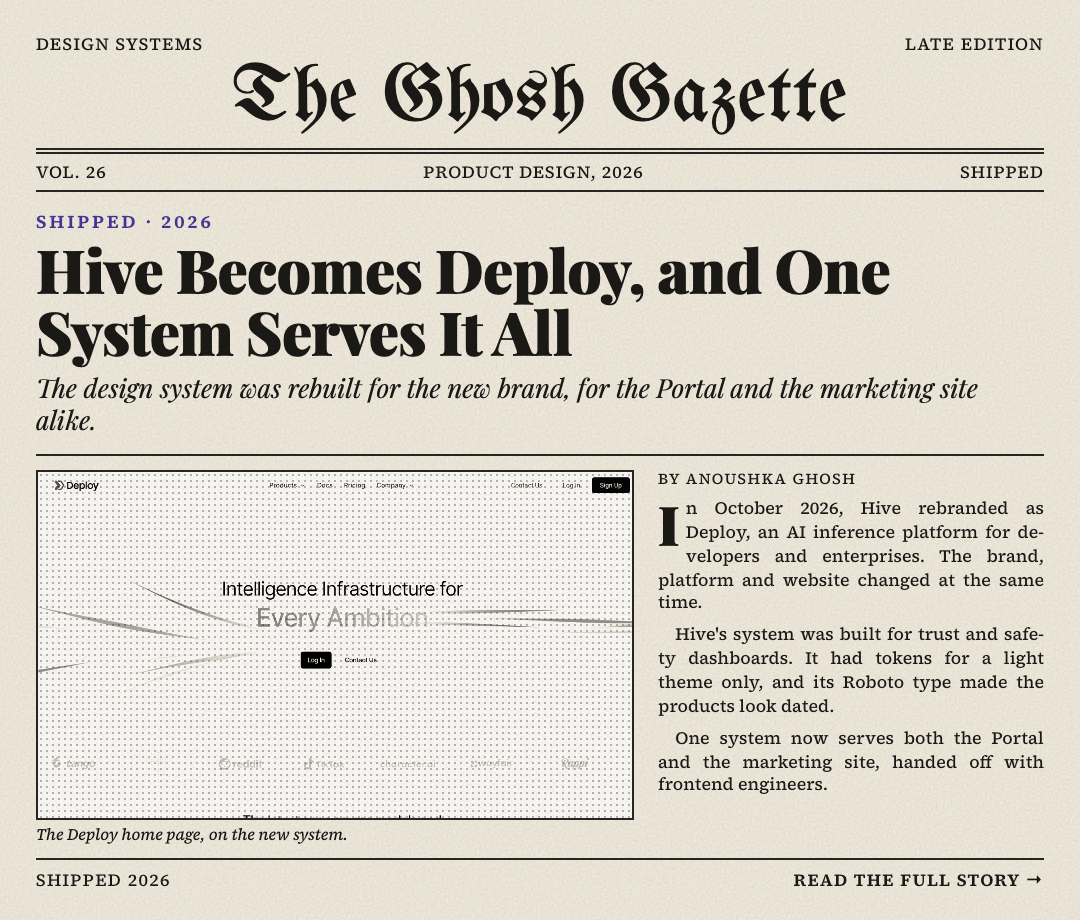 DESIGN SYSTEMS
LATE EDITION
The Ghosh Gazette
VOL. 26
PRODUCT DESIGN, 2026
SHIPPED
SHIPPED · 2026
Hive Becomes Deploy, and One
System Serves It All
The design system was rebuilt for the new brand, for the Portal and the marketing site
alike.
Deploy
Products
Docs
Pricing
Company
Contact Us
Log In
Sign Up
Intelligence Infrastructure for
Every Ambition
Log In
Contact Us
tango
reddit
TikTok
character.ai
wayfair
Rappi
The Deploy home page, on the new system.
BY ANOUSHKA GHOSH
In October 2026, Hive rebranded as
Deploy, an AI inference platform for de-
velopers and enterprises. The brand,
platform and website changed at the same
time.
Hive's system was built for trust and safe-
ty dashboards. It had tokens for a light
theme only, and its Roboto type made the
products look dated.
One system now serves both the Portal
and the marketing site, handed off with
frontend engineers.
SHIPPED 2026
READ THE FULL STORY →